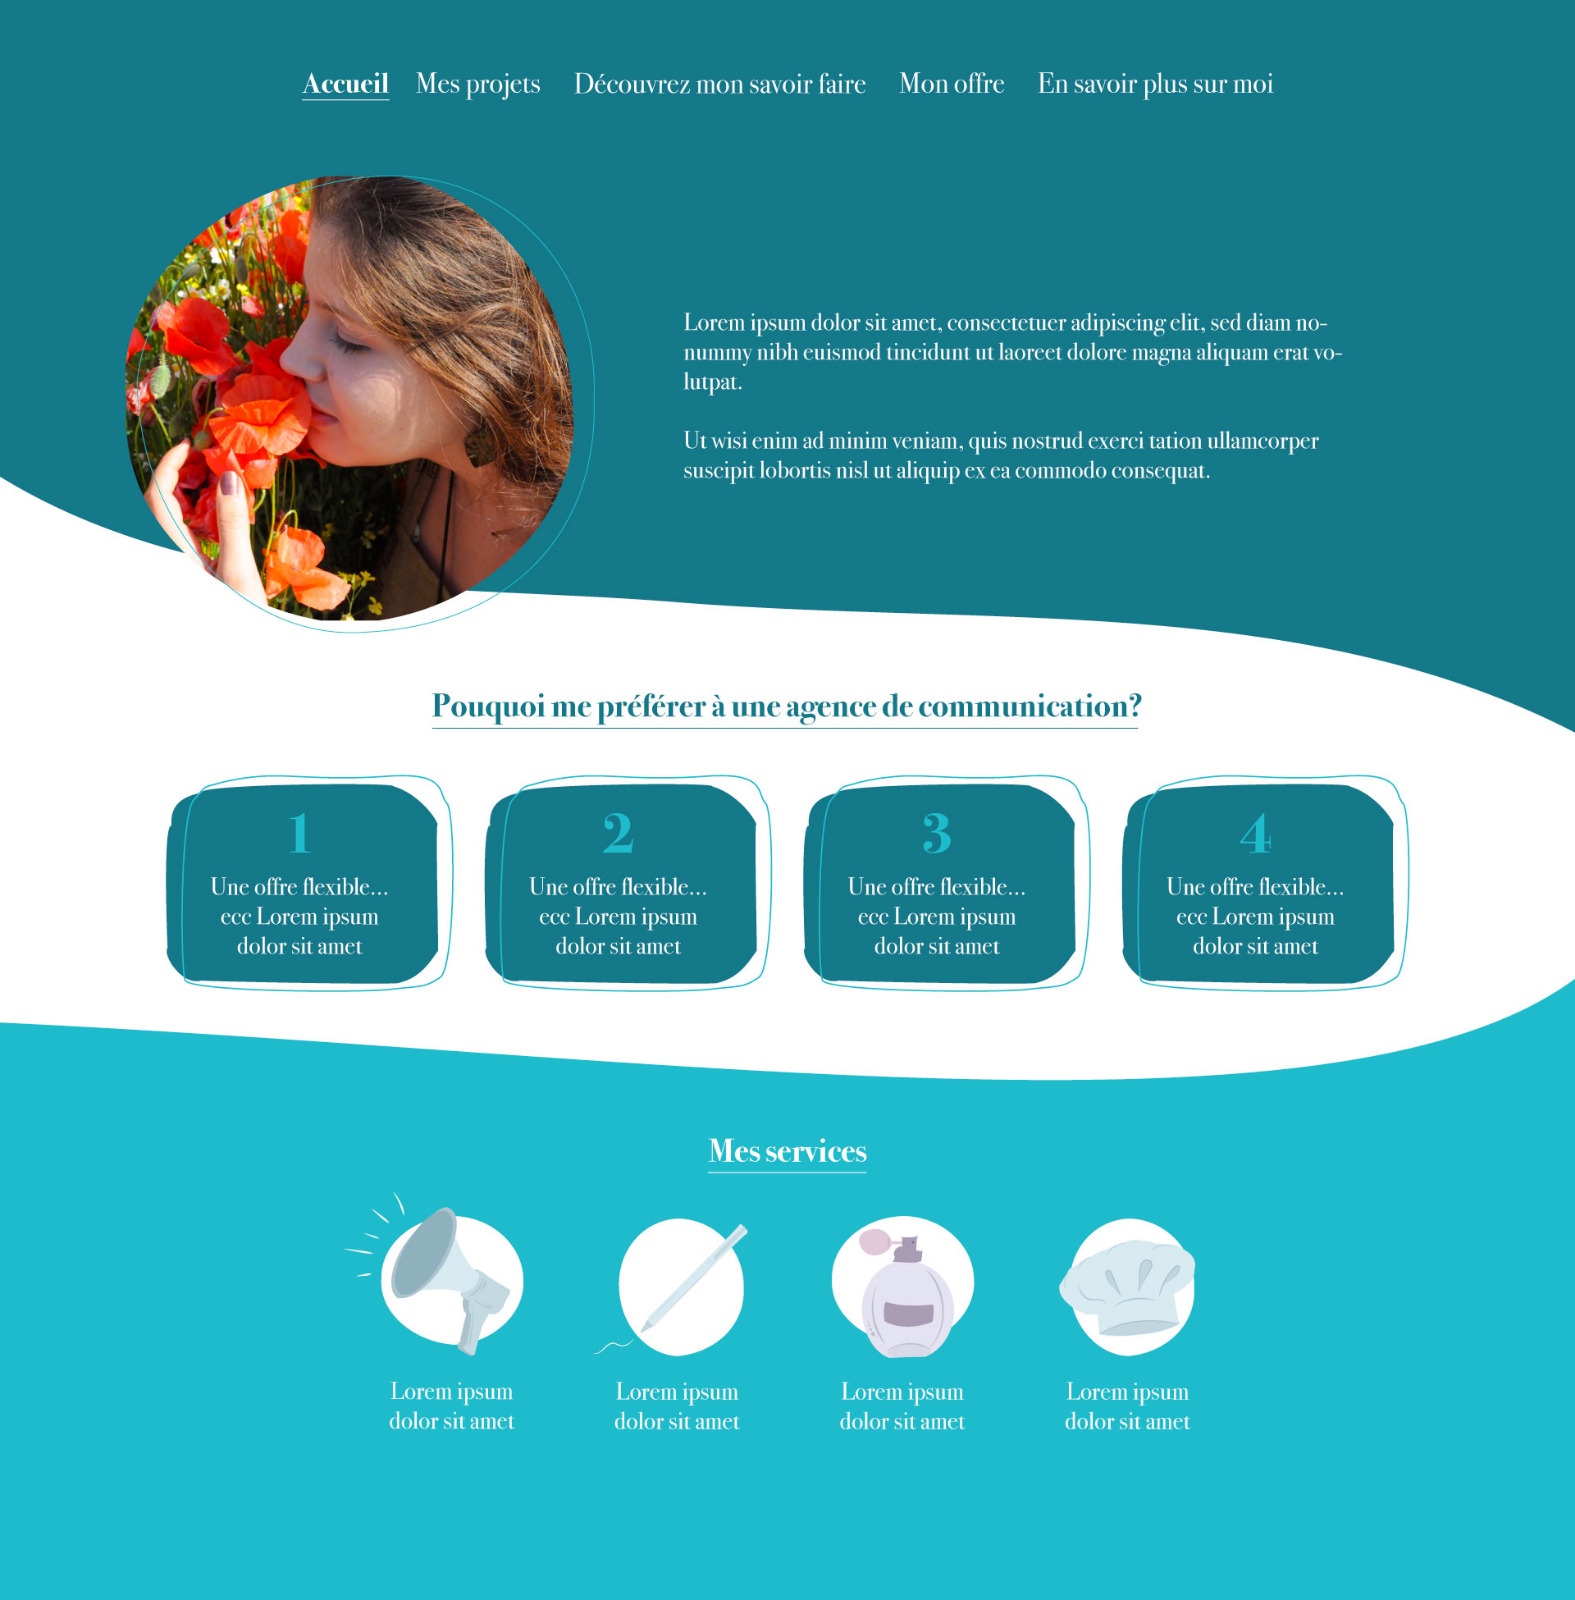 Accueil Mes projets Découvrez mon savoir faire Mon offre En savoir plus sur moi
Lorem ipsum dolor sit amet, consectetuer adipiscing elit, sed diam no-
nummy nibh euismod tincidunt ut laoreet dolore magna aliquam erat vo-
lutpat.
Ut wisi enim ad minim veniam, quis nostrud exerci tation ullamcorper
suscipit lobortis nisl ut aliquip ex ea commodo consequat.
Pouquoi me préférer à une agence de communication?
1
Une offre flexible...
ecc Lorem ipsum
dolor sit amet
2
Une offre flexible...
ecc Lorem ipsum
dolor sit amet
3
Une offre flexible...
ecc Lorem ipsum
dolor sit amet
4
Une offre flexible...
ecc Lorem ipsum
dolor sit amet
Mes services
Lorem ipsum
dolor sit amet
Lorem ipsum
dolor sit amet
Lorem ipsum
dolor sit amet
Lorem ipsum
dolor sit amet